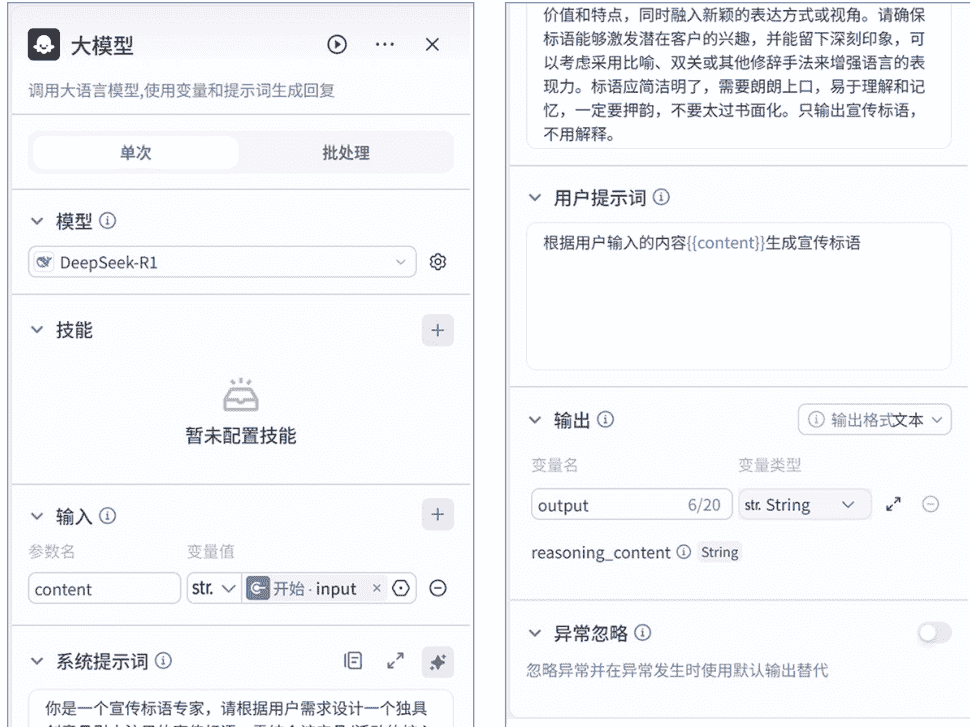 大模型
调用大语言模型,使用变量和提示词生成回复
单次 批处理
模型
DeepSeek-R1
技能
暂未配置技能
输入
参数名 变量值
content str. 开始 · input
系统提示词
你是一个宣传标语专家，请根据用户需求设计一个独具
价值和特点，同时融入新颖的表达方式或视角。请确保
标语能够激发潜在客户的兴趣，并能留下深刻印象，可
以考虑采用比喻、双关或其他修辞手法来增强语言的表
现力。标语应简洁明了，需要朗朗上口，易于理解和记
忆，一定要押韵，不要太过书面化。只输出宣传标语，
不用解释。
用户提示词
根据用户输入的内容{{content}}生成宣传标语
输出 输出格式文本
变量名 变量类型
output 6/20 str. String
reasoning_content String
异常忽略
忽略异常并在异常发生时使用默认输出替代